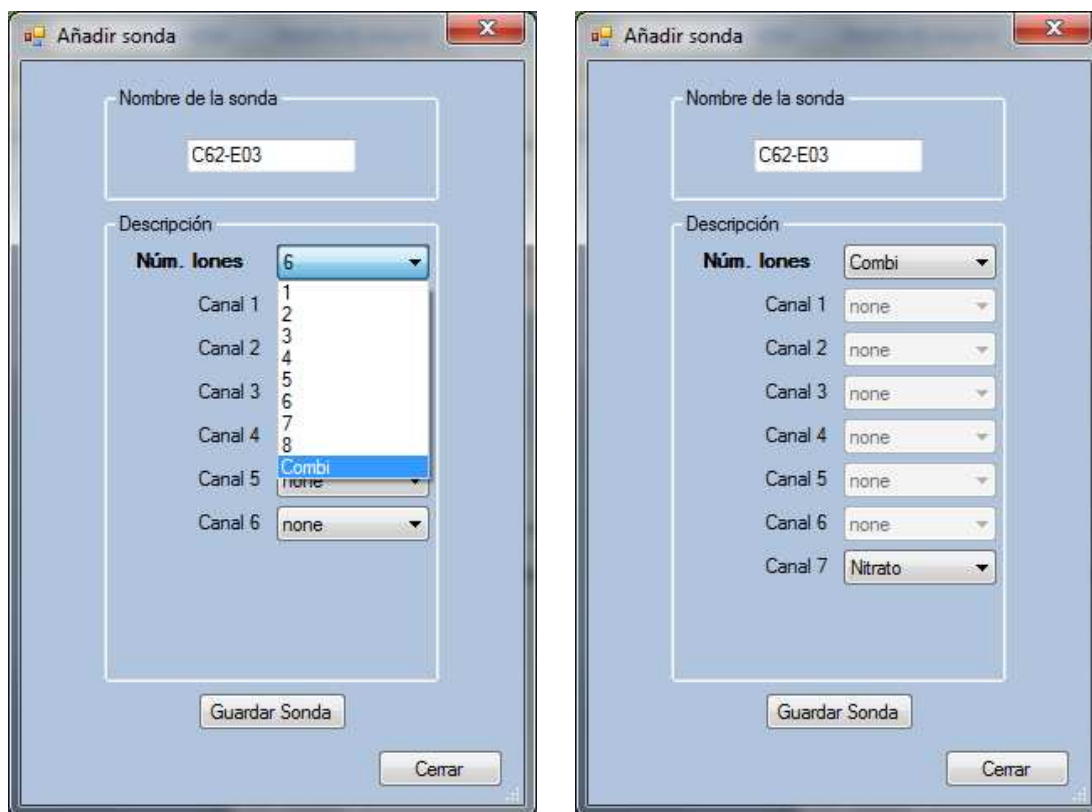 Añadir sonda
Nombre de la sonda
C62-E03
Descripción
Núm. Iones 6
1
2
3
4
5
6
7
8
Combi
Canal 1
Canal 2
Canal 3
Canal 4
Canal 5 none
Canal 6 none
Guardar Sonda
Cerrar
Añadir sonda
Nombre de la sonda
C62-E03
Descripción
Núm. Iones Combi
Canal 1 none
Canal 2 none
Canal 3 none
Canal 4 none
Canal 5 none
Canal 6 none
Canal 7 Nitrato
Guardar Sonda
Cerrar